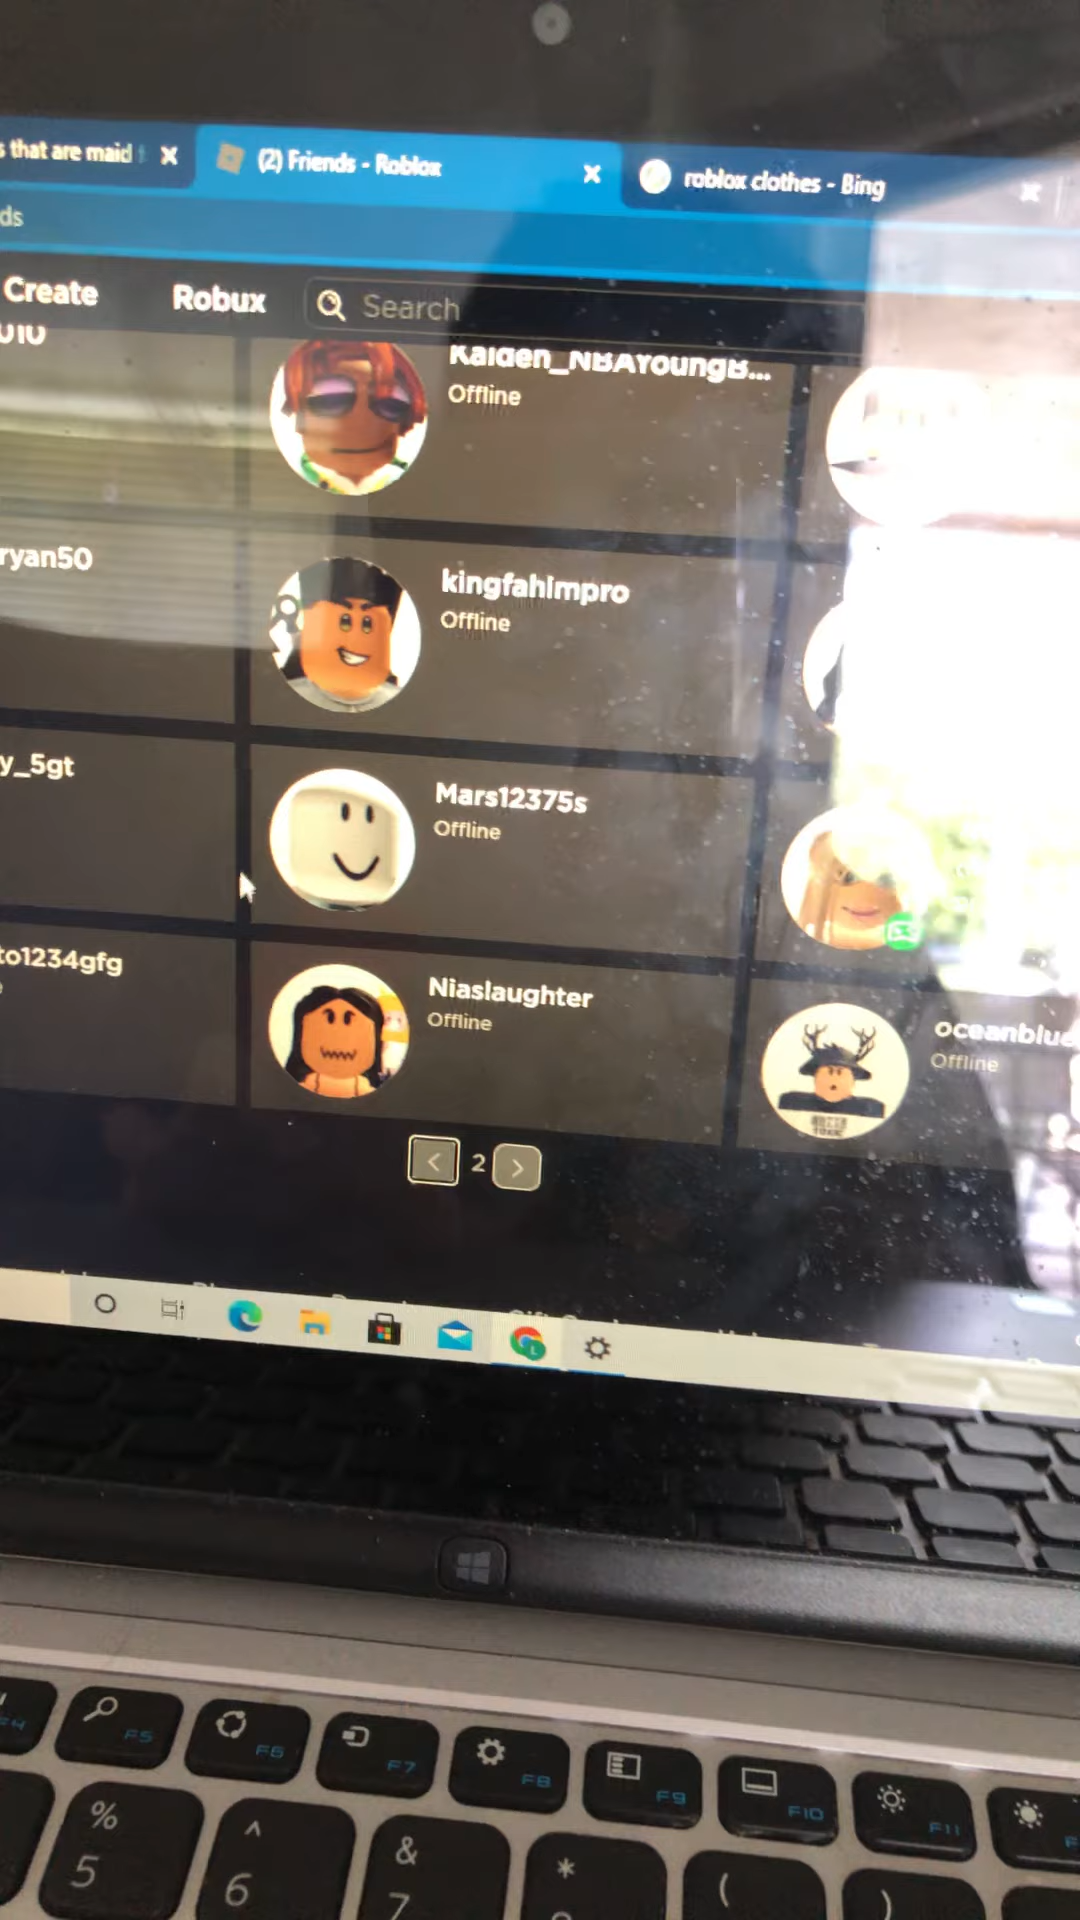 s that are maid
(2) Friends - Roblox
roblox clothes - Bing
ds
Create
Robux
Search
010
Kaiden_NBAYoungB...
Offline
ryan50
kingfahimpro
Offline
y_5gt
Mars12375s
Offline
to1234gfg
Niaslaughter
Offline
oceanblue
Offline
2
F5
F6
F7
F8
F9
F10
F11
%
5
^
6
&
7
*
(
)